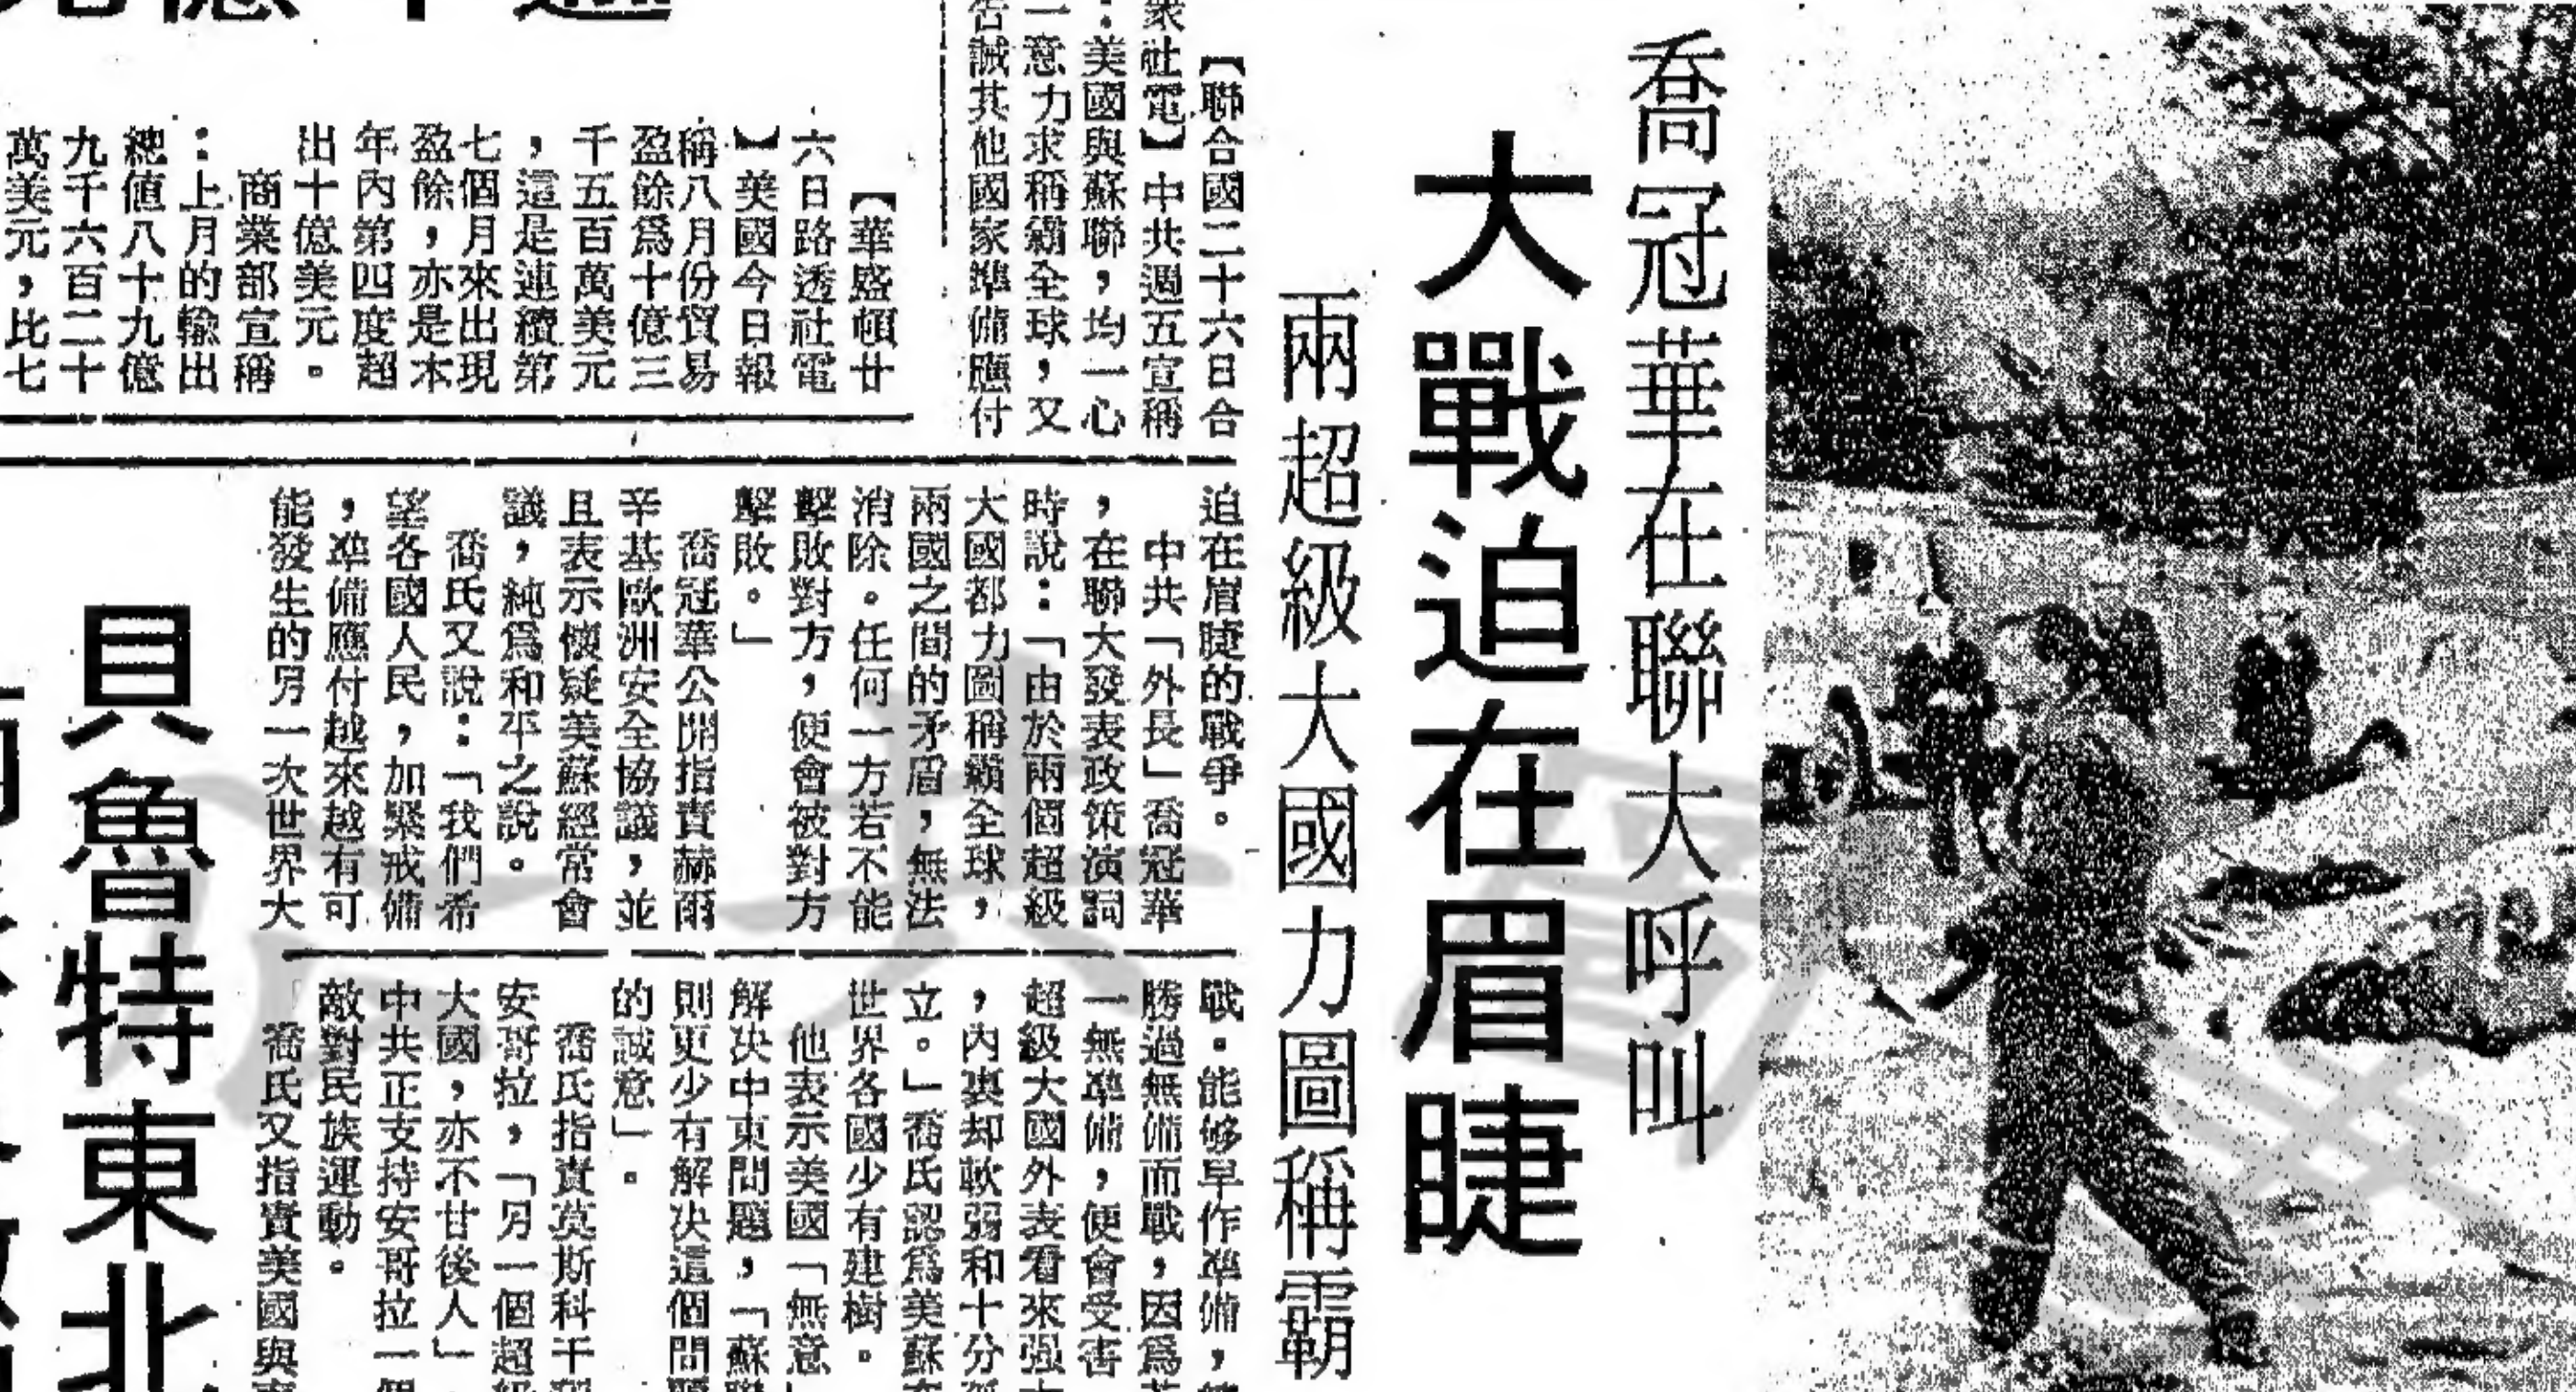 喬冠華在聯大呼叫
大戰迫在眉睫
兩超級大國力圖稱霸
【聯合國二十六日合
衆社電】中共週五宣稱
：美國與蘇聯，均一心
一意力求稱霸全球，又
告誡其他國家準備應付
迫在眉睫的戰爭。
中共「外長」喬冠華
，在聯大發表政策演詞
時說：「由於兩個超級
大國都力圖稱霸全球，
兩國之間的矛盾，無法
消除。任何一方若不能
擊敗對方，便會被對方
擊敗。」
喬冠華公開指責赫爾
辛基歐洲安全協議，並
且表示懷疑美蘇經常會
議，純爲和平之說。
喬氏又說：「我們希
望各國人民，加緊戒備
，準備應付越來越有可
能發生的另一次世界大
戰。能够早作準備，
勝過無備而戰，因爲
一無準備，便會受害
超級大國外表看來强
，內裏却軟弱和十分
立。」喬氏認爲美蘇
世界各國少有建樹。
他表示美國「無意
解决中東問題，「蘇
則更少有解决這個問
的誠意」。
喬氏指責莫斯科干
安哥拉，「另一個超
大國，亦不甘後人」，
中共正支持安哥拉一
敵對民族運動。
喬氏又指責美國與
【華盛頓廿
六日路透社電
】美國今日報
稱八月份貿易
盈餘爲十億三
千五百萬美元
，這是連續第
七個月來出現
盈餘，亦是本
年內第四度超
出十億美元。
商業部宣稱
：上月的輸出
總值八十九億
九千六百二十
萬美元，比七
貝魯特東北